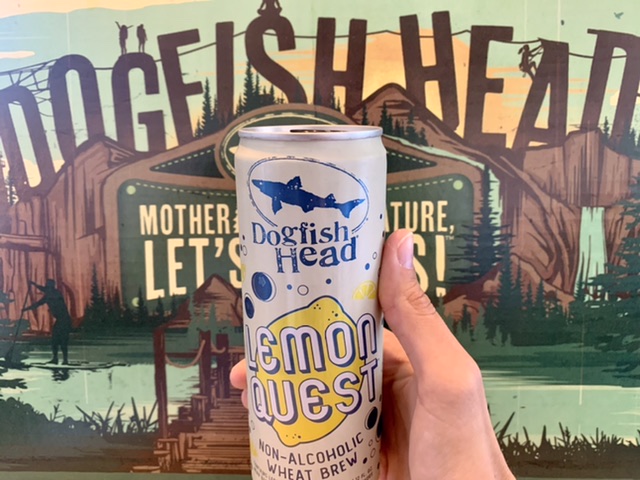 DOGFISH HEAD
MOTHER
TURE,
LET'S
S!
Dogfish
Head
LEMON
QUEST
NON-ALCOHOLIC
WHEAT BREW